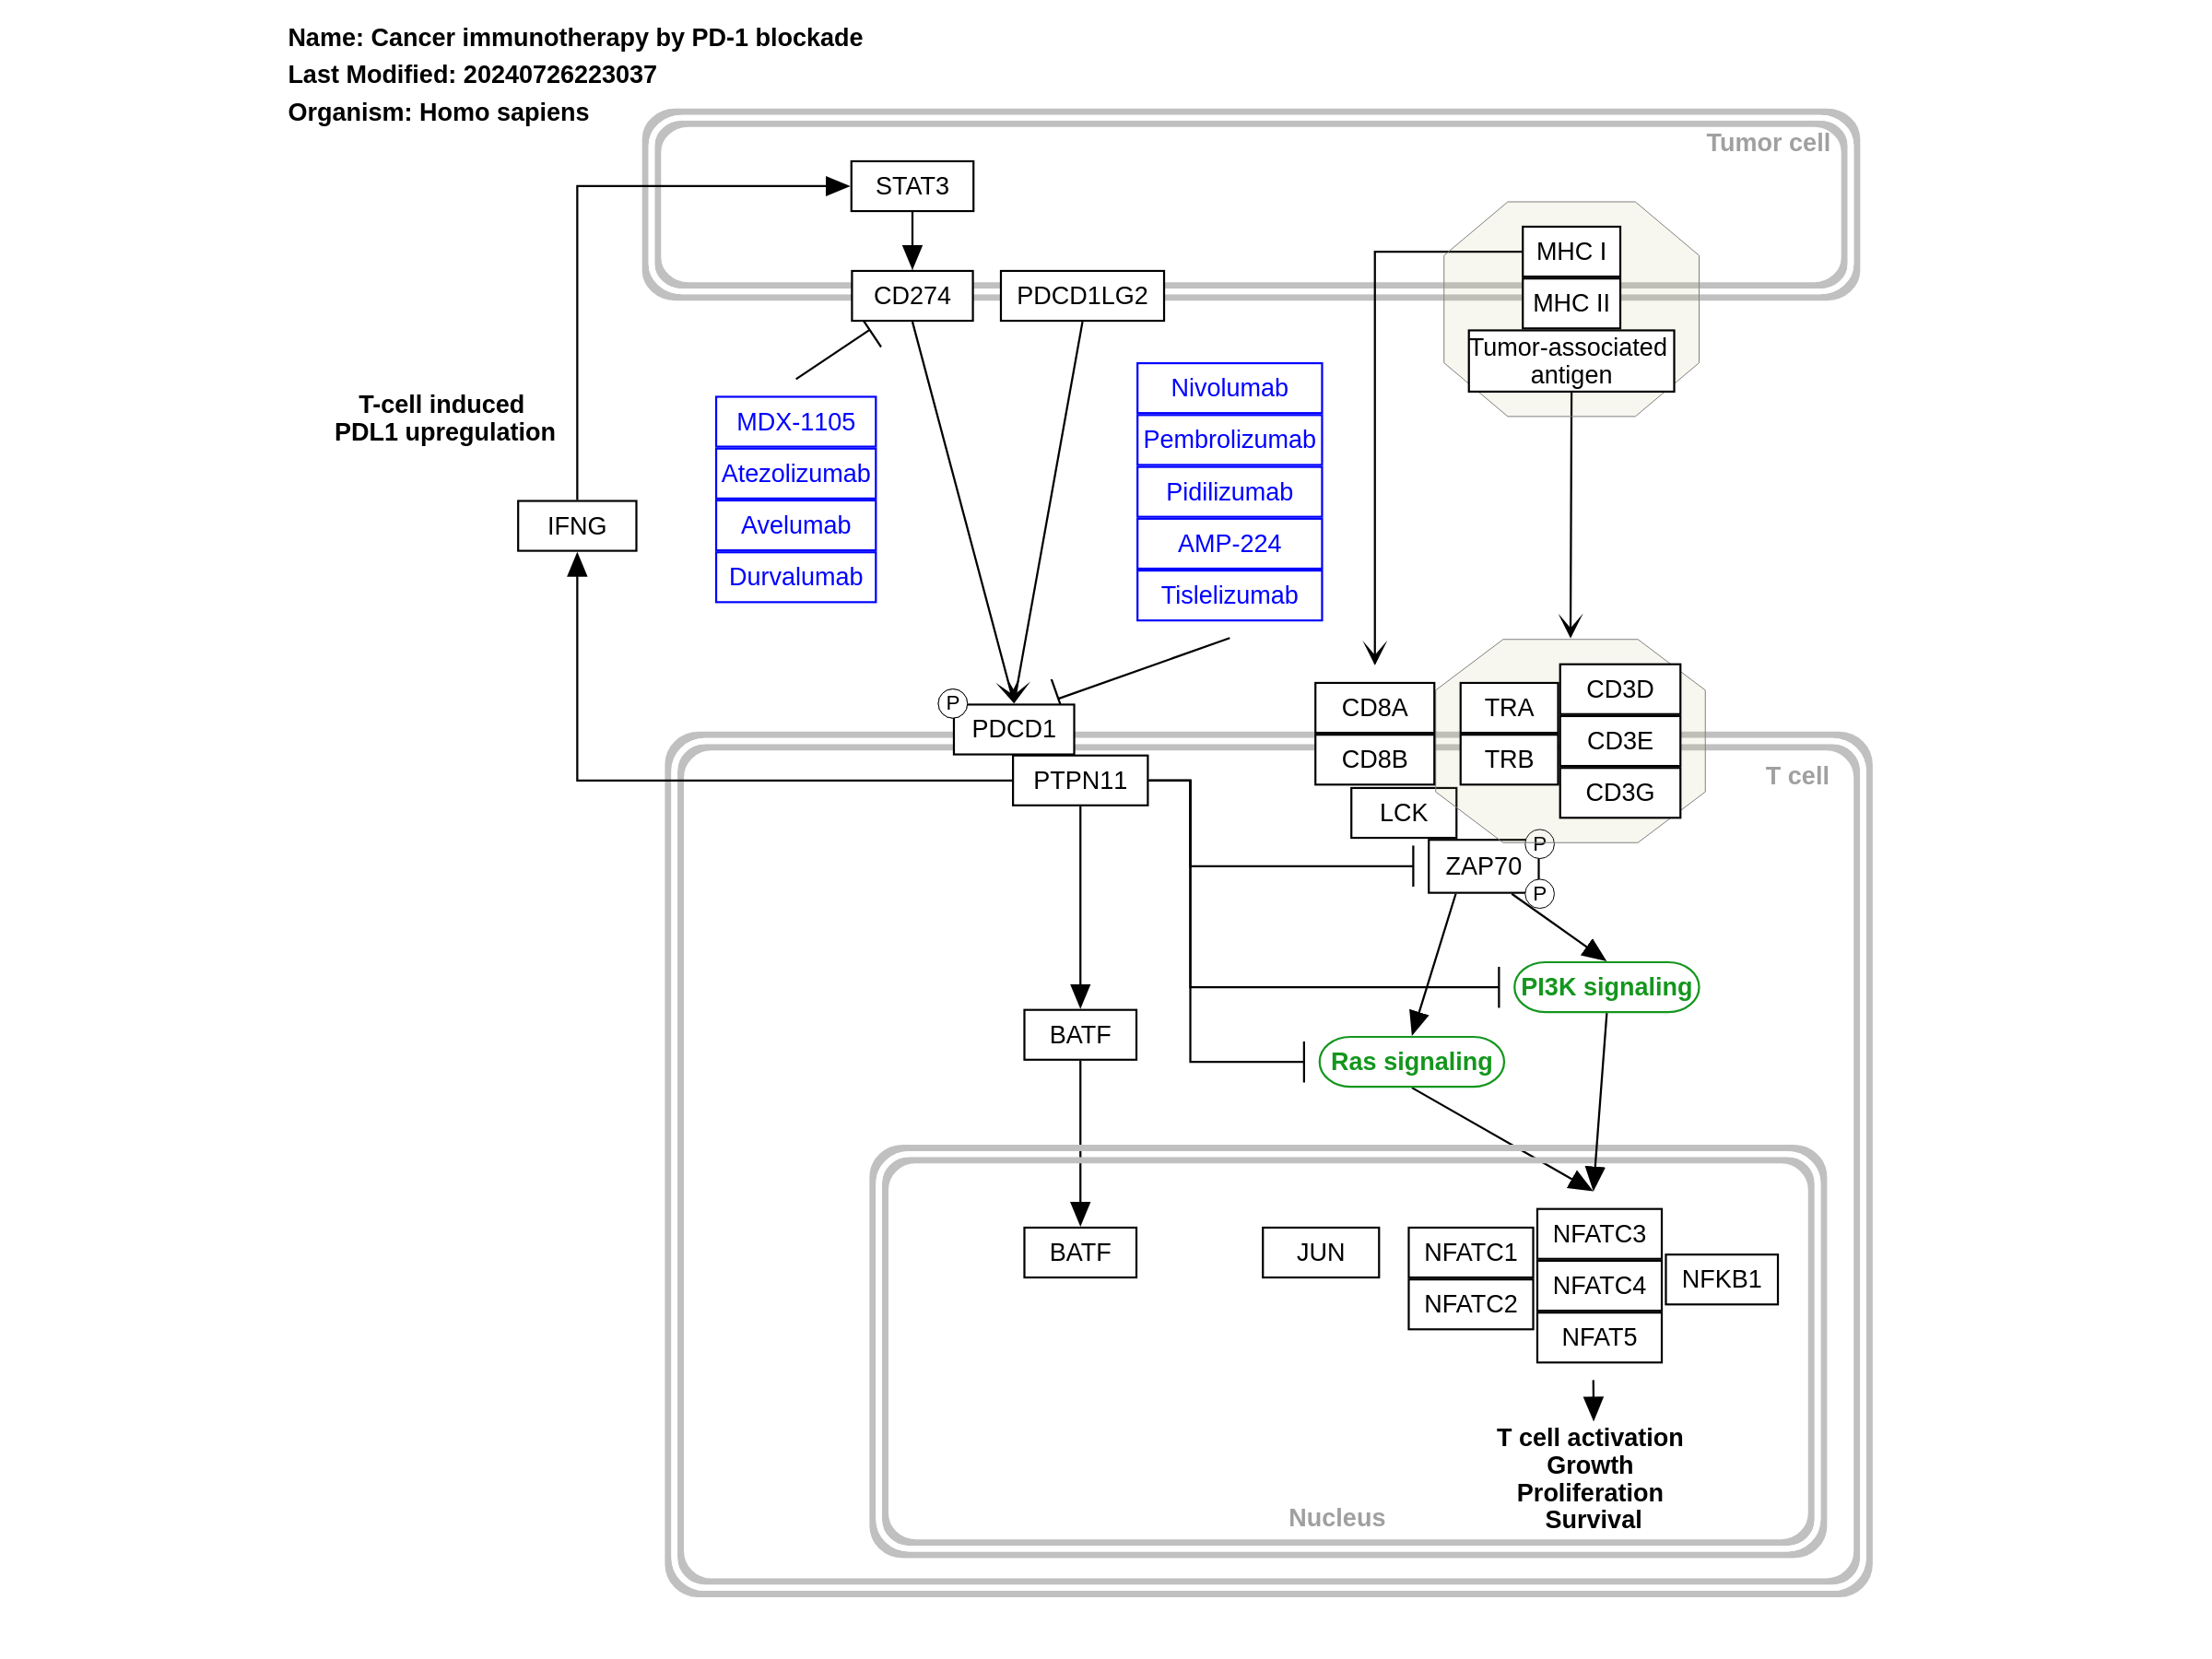 Name: Cancer immunotherapy by PD-1 blockade
Last Modified: 20240726223037
Organism: Homo sapiens
Tumor cell
STAT3
MHC I
CD274
PDCD1LG2
MHC II
Tumor-associated
antigen
T-cell induced
PDL1 upregulation
MDX-1105
Atezolizumab
Avelumab
Durvalumab
Nivolumab
Pembrolizumab
Pidilizumab
AMP-224
Tislelizumab
IFNG
P
PDCD1
PTPN11
CD8A
CD8B
TRA
TRB
CD3D
CD3E
CD3G
T cell
LCK
ZAP70
P
P
PI3K signaling
BATF
Ras signaling
BATF
JUN
NFATC1
NFATC2
NFATC3
NFATC4
NFAT5
NFKB1
T cell activation
Growth
Proliferation
Survival
Nucleus